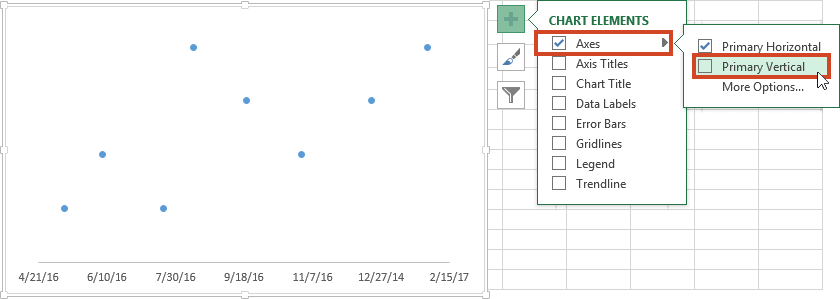 CHART ELEMENTS
Axes
Axis Titles
Chart Title
Data Labels
Error Bars
Gridlines
Legend
Trendline
Primary Horizontal
Primary Vertical
More Options...
4/21/16 6/10/16 7/30/16 9/18/16 11/7/16 12/27/14 2/15/17